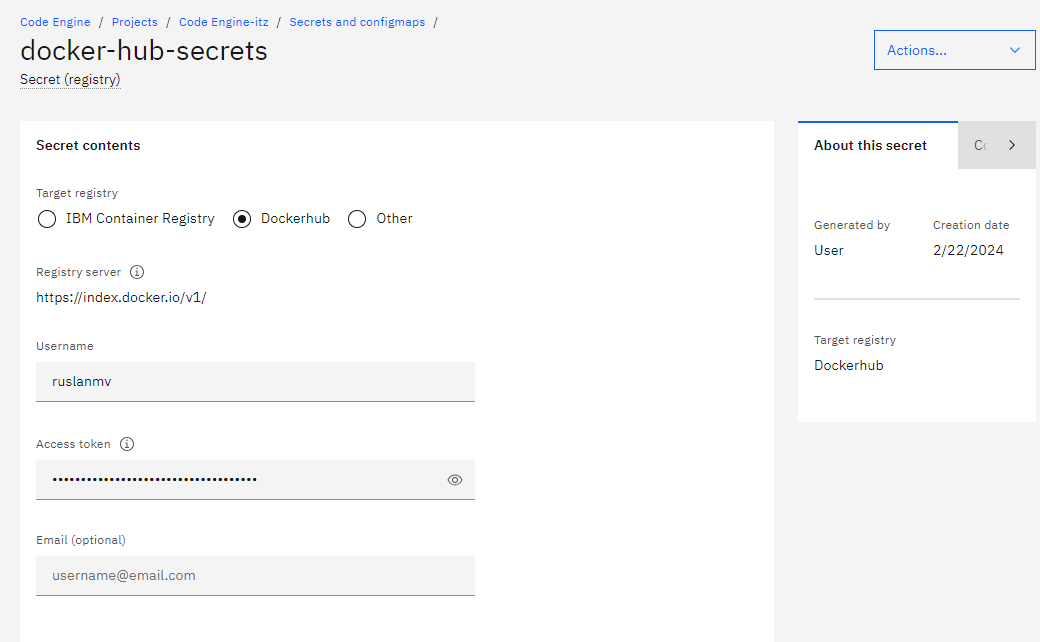 Code Engine / Projects / Code Engine-itz / Secrets and configmaps /
docker-hub-secrets
Secret (registry)
Actions...
Secret contents
Target registry
IBM Container Registry Dockerhub Other
Registry server
https://index.docker.io/v1/
Username
ruslanmv
Access token
••••••••••••••••••••••••••••••••••••
Email (optional)
username@email.com
About this secret
Generated by Creation date
User 2/22/2024
Target registry
Dockerhub